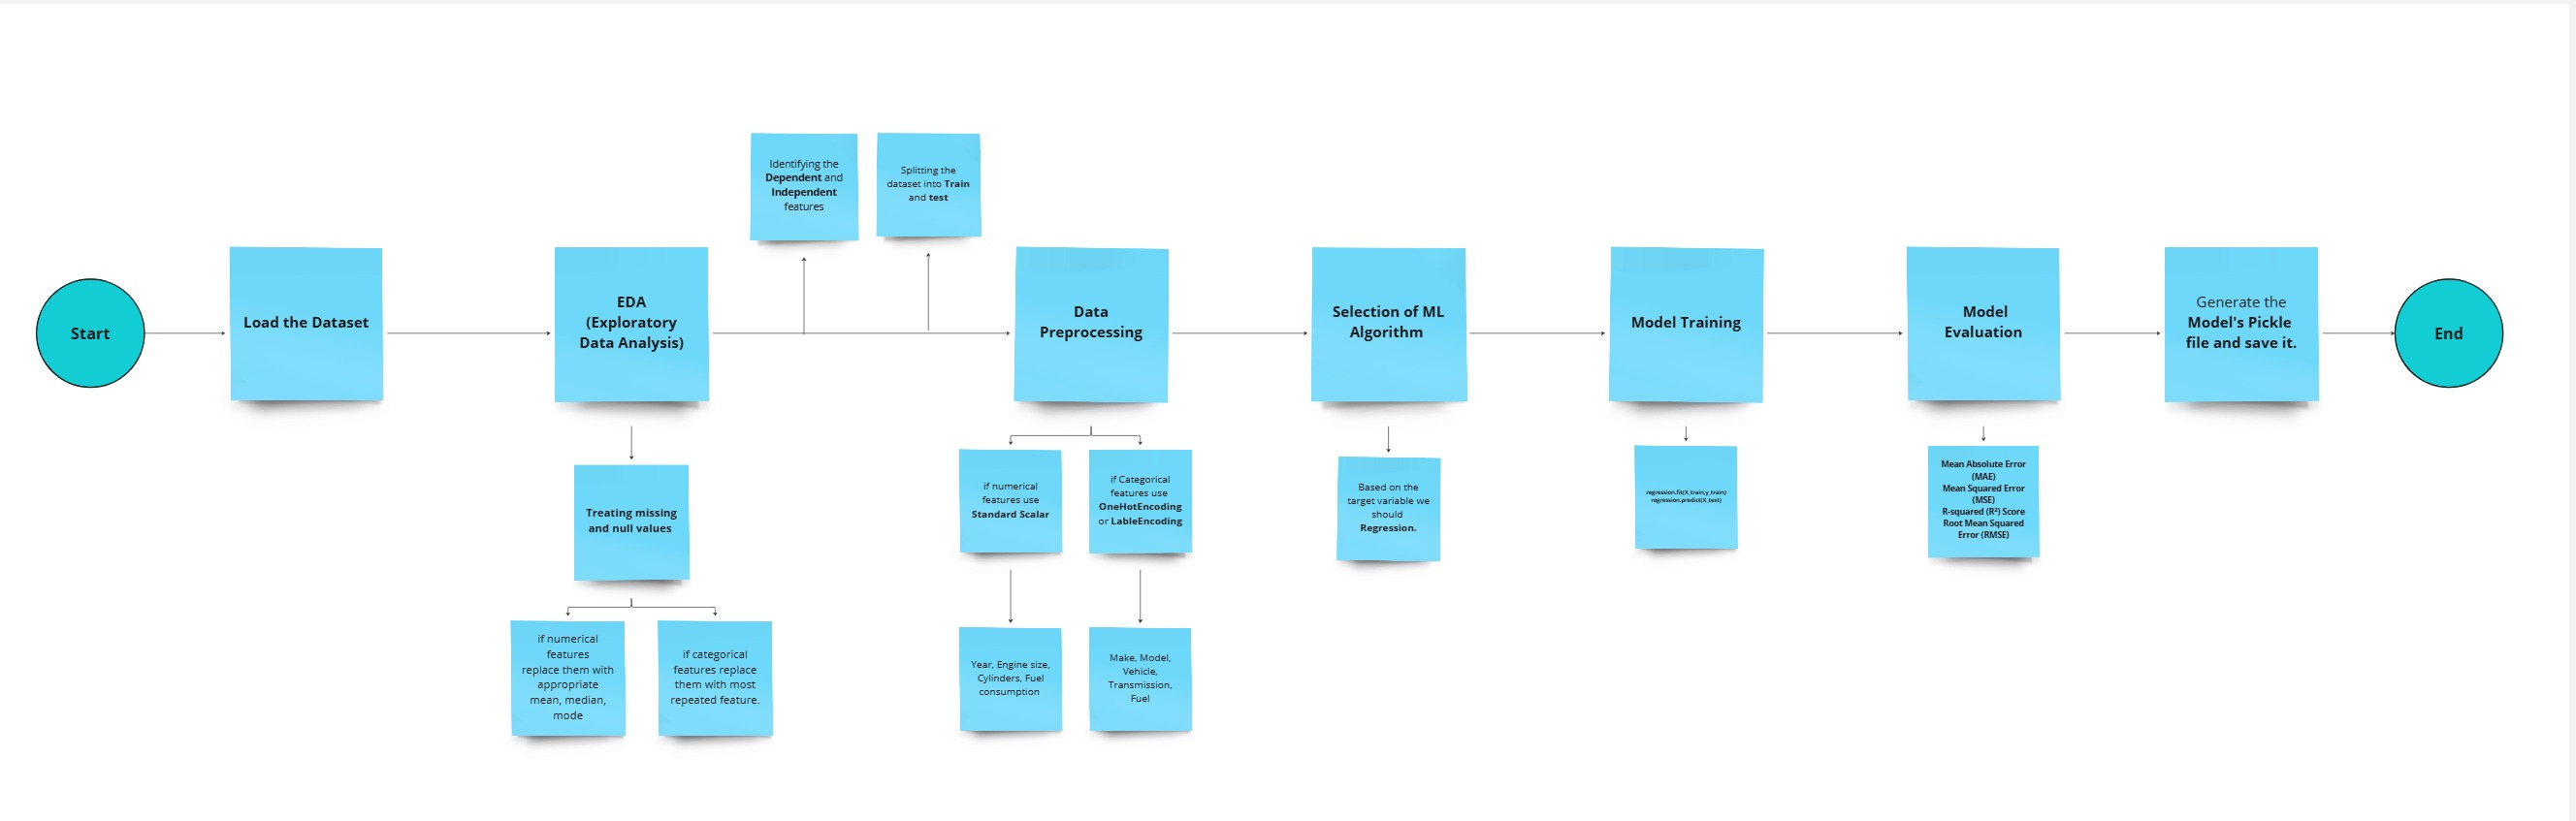 Identifying the
Dependent and
Independent
features
Splitting the
dataset into Train
and test
Start
Load the Dataset
EDA
(Exploratory
Data Analysis)
Data
Preprocessing
Selection of ML
Algorithm
Model Training
Model
Evaluation
Generate the
Model's Pickle
file and save it.
End
Treating missing
and null values
if numerical
features
replace them with
appropriate
mean, median,
mode
if categorical
features replace
them with most
repeated feature.
if numerical
features use
Standard Scalar
if Categorical
features use
OneHotEncoding
or LableEncoding
Year, Engine size,
Cylinders, Fuel
consumption
Make, Model,
Vehicle,
Transmission,
Fuel
Based on the
target variable we
should
Regression.
regression.fit(X_train,y_train)
regression.predict(X_test)
Mean Absolute Error
(MAE)
Mean Squared Error
(MSE)
R-squared (R²) Score
Root Mean Squared
Error (RMSE)